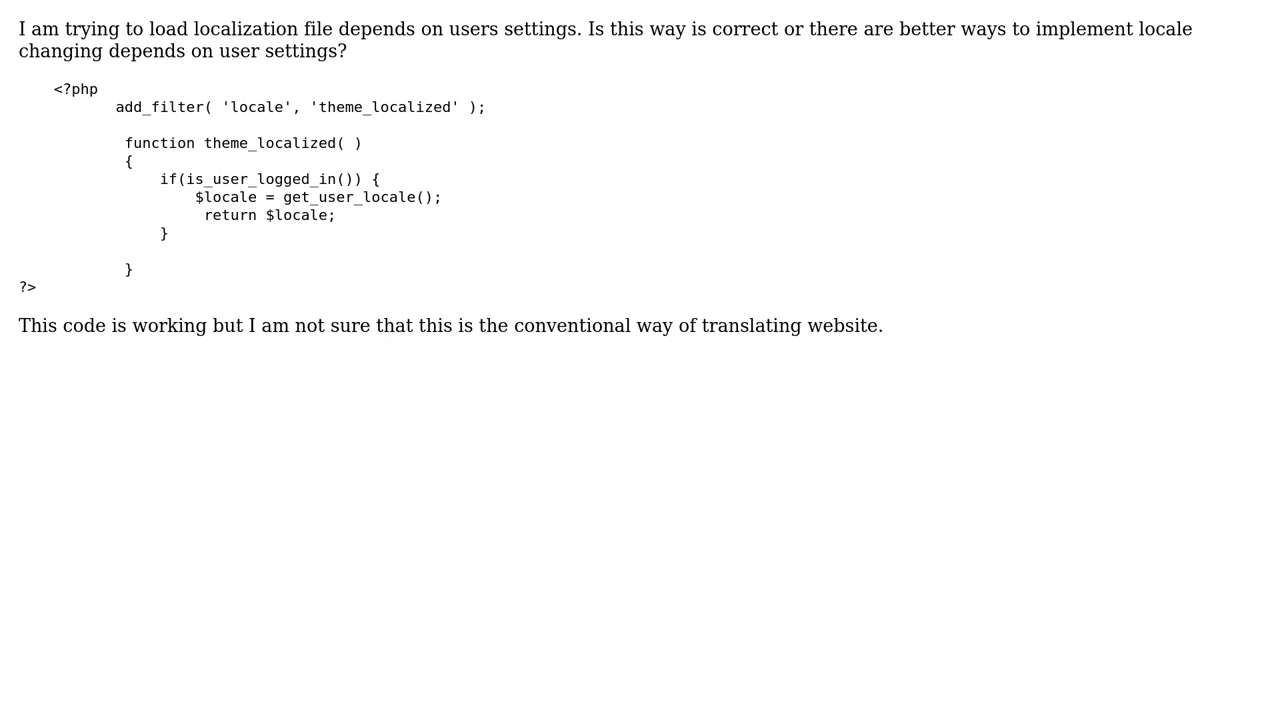 I am trying to load localization file depends on users settings. Is this way is correct or there are better ways to implement locale
changing depends on user settings?
<?php
add_filter( 'locale', 'theme_localized' );
function theme_localized( )
{
if(is_user_logged_in()) {
$locale = get_user_locale();
return $locale;
}
}
?>
This code is working but I am not sure that this is the conventional way of translating website.